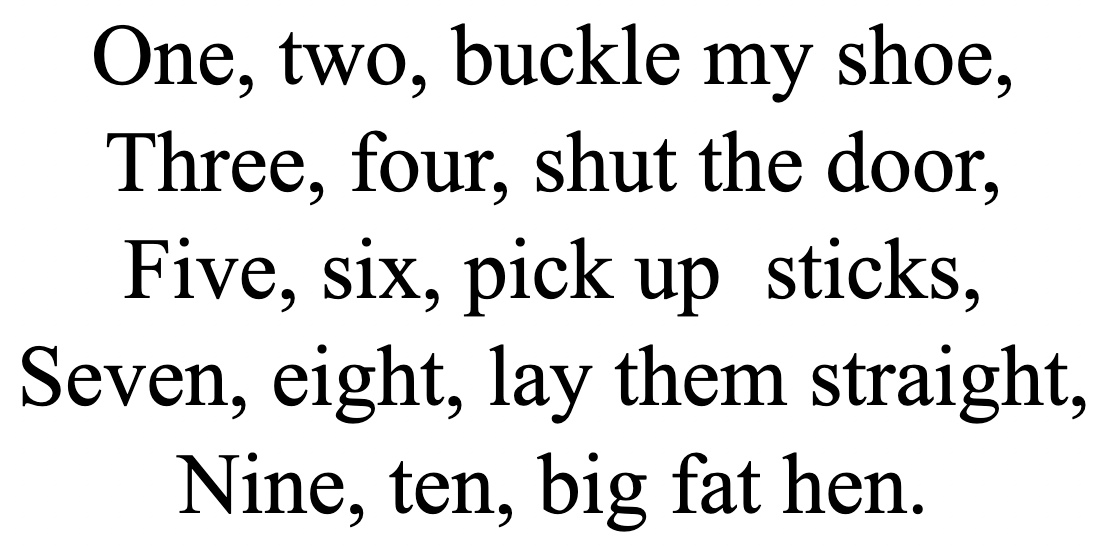 One, two, buckle my shoe,
Three, four, shut the door,
Five, six, pick up  sticks,
Seven, eight, lay them straight,
Nine, ten, big fat hen.